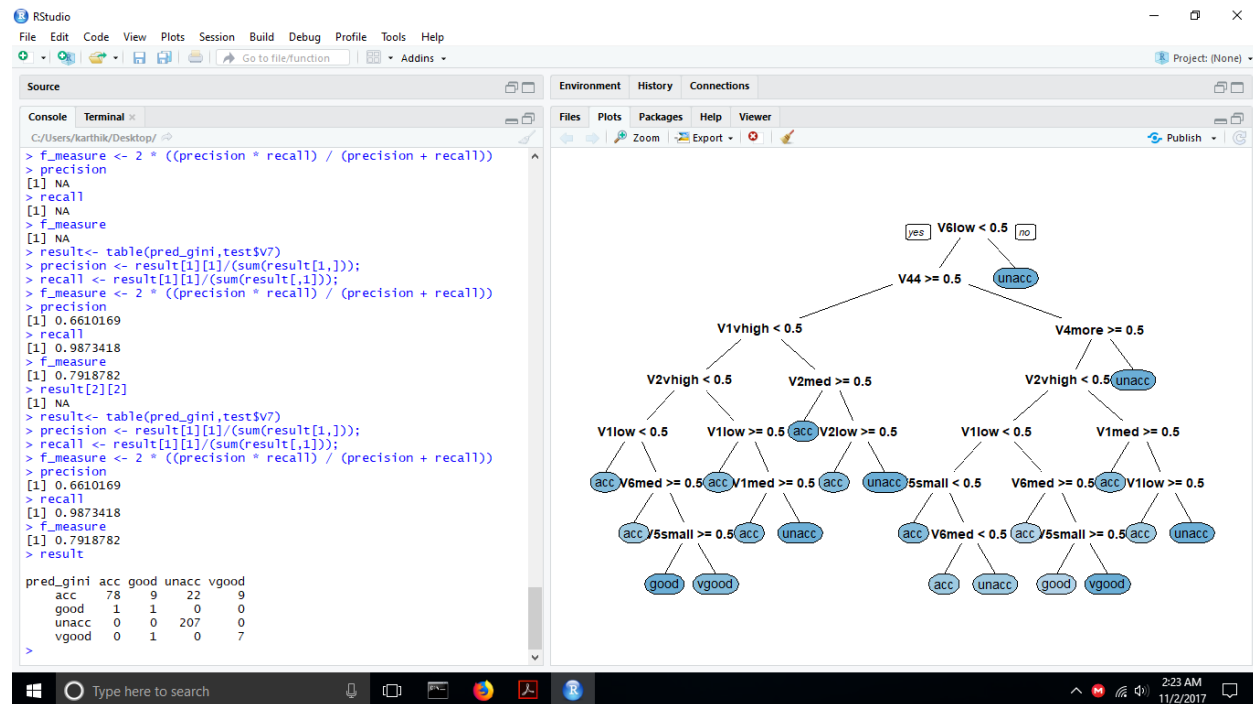 RStudio
File Edit Code View Plots Session Build Debug Profile Tools Help
Go to file/function Addins
Project: (None)
Source
Console Terminal
C:/Users/karthik/Desktop/
> f_measure <- 2 * ((precision * recall) / (precision + recall))
> precision
[1] NA
> recall
[1] NA
> f_measure
[1] NA
> result<- table(pred_gini,test$V7)
> precision <- result[1][1]/(sum(result[1,]));
> recall <- result[1][1]/(sum(result[,1]));
> f_measure <- 2 * ((precision * recall) / (precision + recall))
> precision
[1] 0.6610169
> recall
[1] 0.9873418
> f_measure
[1] 0.7918782
> result[2][2]
[1] NA
> result<- table(pred_gini,test$V7)
> precision <- result[1][1]/(sum(result[1,]));
> recall <- result[1][1]/(sum(result[,1]));
> f_measure <- 2 * ((precision * recall) / (precision + recall))
> precision
[1] 0.6610169
> recall
[1] 0.9873418
> f_measure
[1] 0.7918782
> result
pred_gini acc good unacc vgood
acc 78 9 22 9
good 1 1 0 0
unacc 0 0 207 0
vgood 0 1 0 7
>
Environment History Connections
Files Plots Packages Help Viewer
Zoom Export Publish
yes V6low < 0.5 no
V44 >= 0.5 unacc
V1vhigh < 0.5 V4more >= 0.5
V2vhigh < 0.5 V2med >= 0.5 V2vhigh < 0.5 unacc
V1low < 0.5 V1low >= 0.5 acc V2low >= 0.5 V1low < 0.5 V1med >= 0.5
acc V6med >= 0.5 acc V1med >= 0.5 acc unacc 5small < 0.5 V6med >= 0.5 acc V1low >= 0.5
acc V5small >= 0.5 acc unacc acc V6med < 0.5 acc V5small >= 0.5 acc unacc
good vgood acc unacc good vgood
Type here to search
2:23 AM
11/2/2017